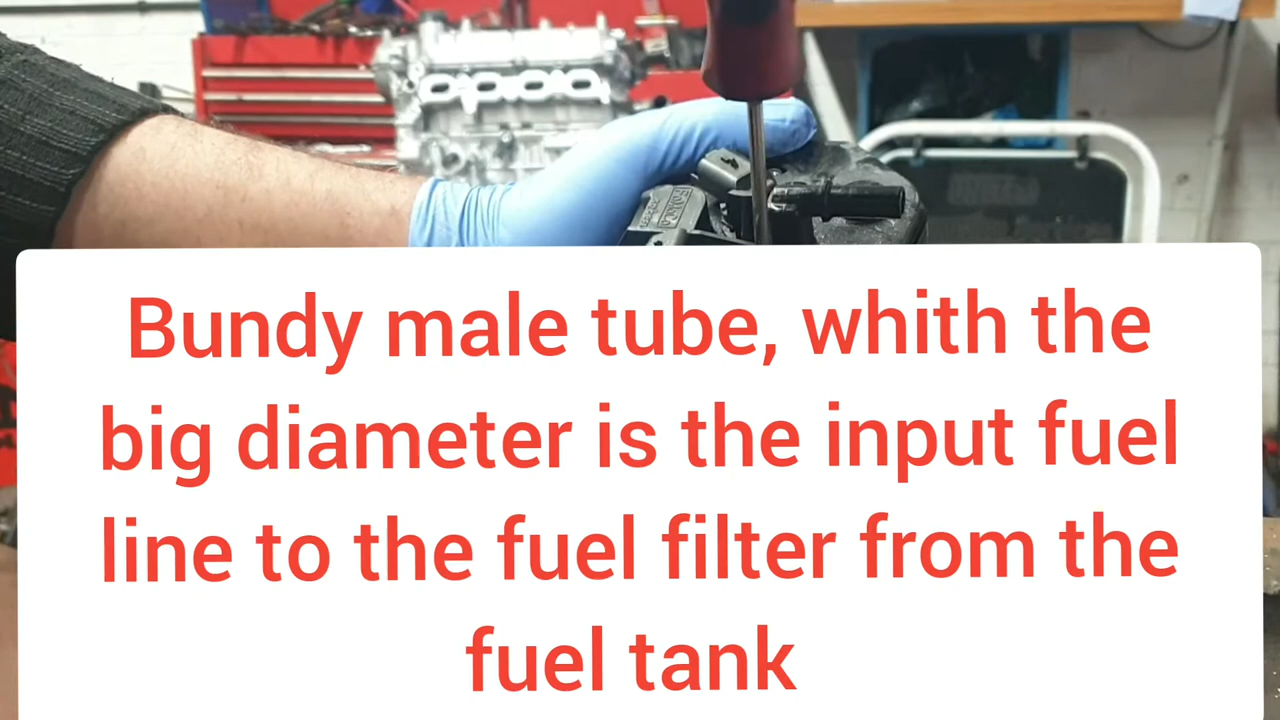 Bundy male tube, whith the
big diameter is the input fuel
line to the fuel filter from the
fuel tank